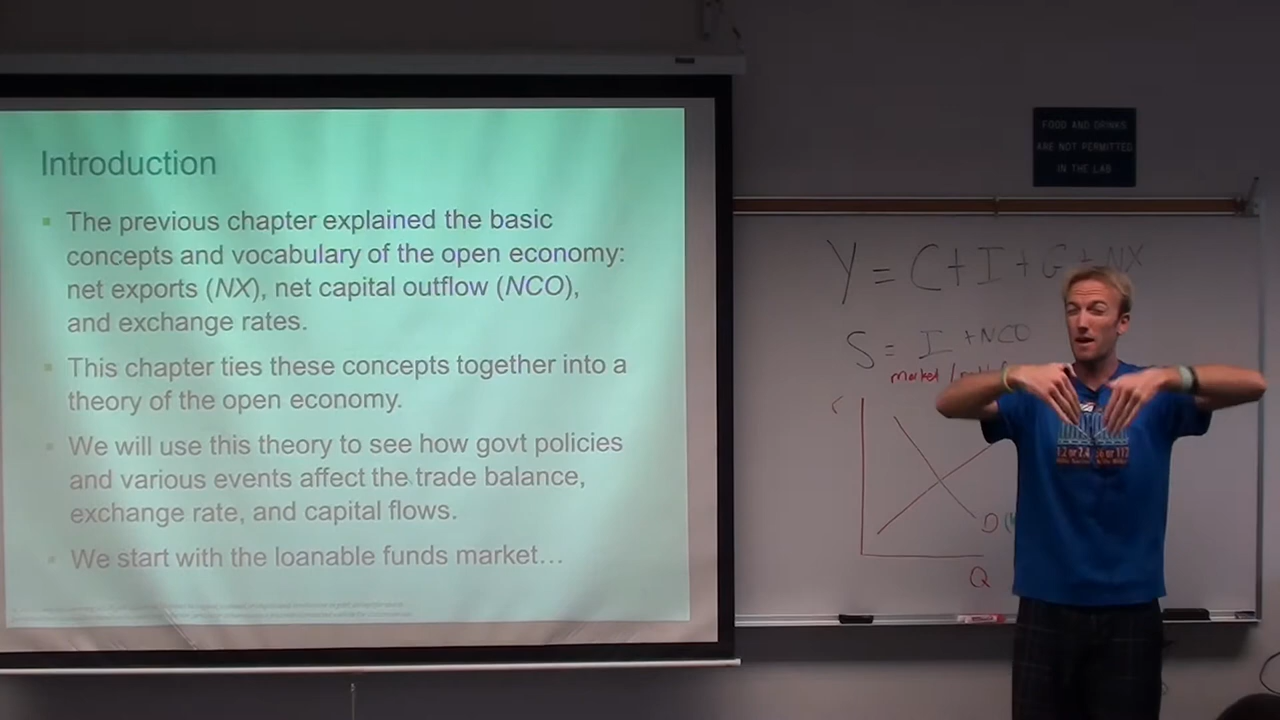 Introduction
The previous chapter explained the basic
concepts and vocabulary of the open economy:
net exports (NX), net capital outflow (NCO),
and exchange rates.
This chapter ties these concepts together into a
theory of the open economy.
We will use this theory to see how govt policies
and various events affect the trade balance,
exchange rate, and capital flows.
We start with the loanable funds market…
FOOD AND DRINKS
ARE NOT PERMITTED
IN THE LAB
Y = C + I + G + NX
S = I + NCO
market /
r
D
Q